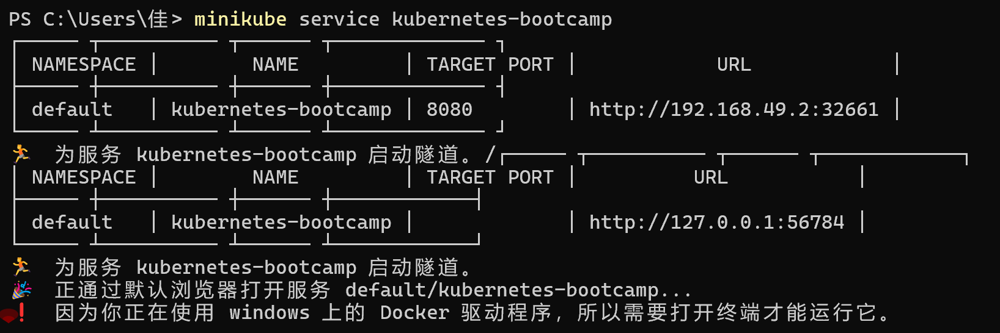 PS C:\Users\佳> minikube service kubernetes-bootcamp
NAMESPACE | NAME | TARGET PORT | URL |
default | kubernetes-bootcamp | 8080 | http://192.168.49.2:32661 |
🏃 为服务 kubernetes-bootcamp 启动隧道。/
NAMESPACE | NAME | TARGET PORT | URL |
default | kubernetes-bootcamp | | http://127.0.0.1:56784 |
🏃 为服务 kubernetes-bootcamp 启动隧道。
🎉 正通过默认浏览器打开服务 default/kubernetes-bootcamp...
❗ 因为你正在使用 windows 上的 Docker 驱动程序，所以需要打开终端才能运行它。